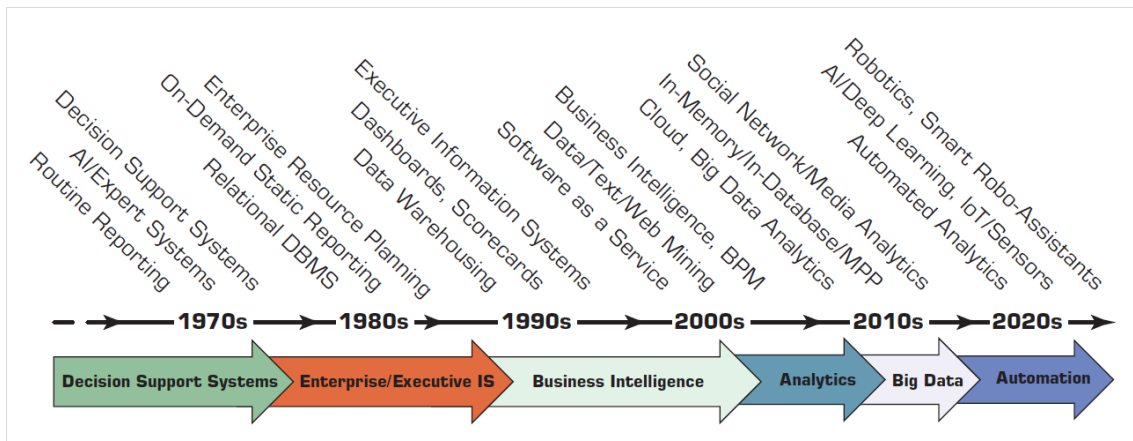 Decision Support Systems
AI/Expert Systems
Routine Reporting
Enterprise Resource Planning
On-Demand Static Reporting
Relational DBMS
Executive Information Systems
Dashboards, Scorecards
Data Warehousing
Business Intelligence, BPM
Data/Text/Web Mining
Software as a Service
Social Network/Media Analytics
In-Memory/In-Database/MPP
Cloud, Big Data Analytics
Robotics, Smart Robo-Assistants
AI/Deep Learning, IoT/Sensors
Automated Analytics
1970s 1980s 1990s 2000s 2010s 2020s
Decision Support Systems Enterprise/Executive IS Business Intelligence Analytics Big Data Automation